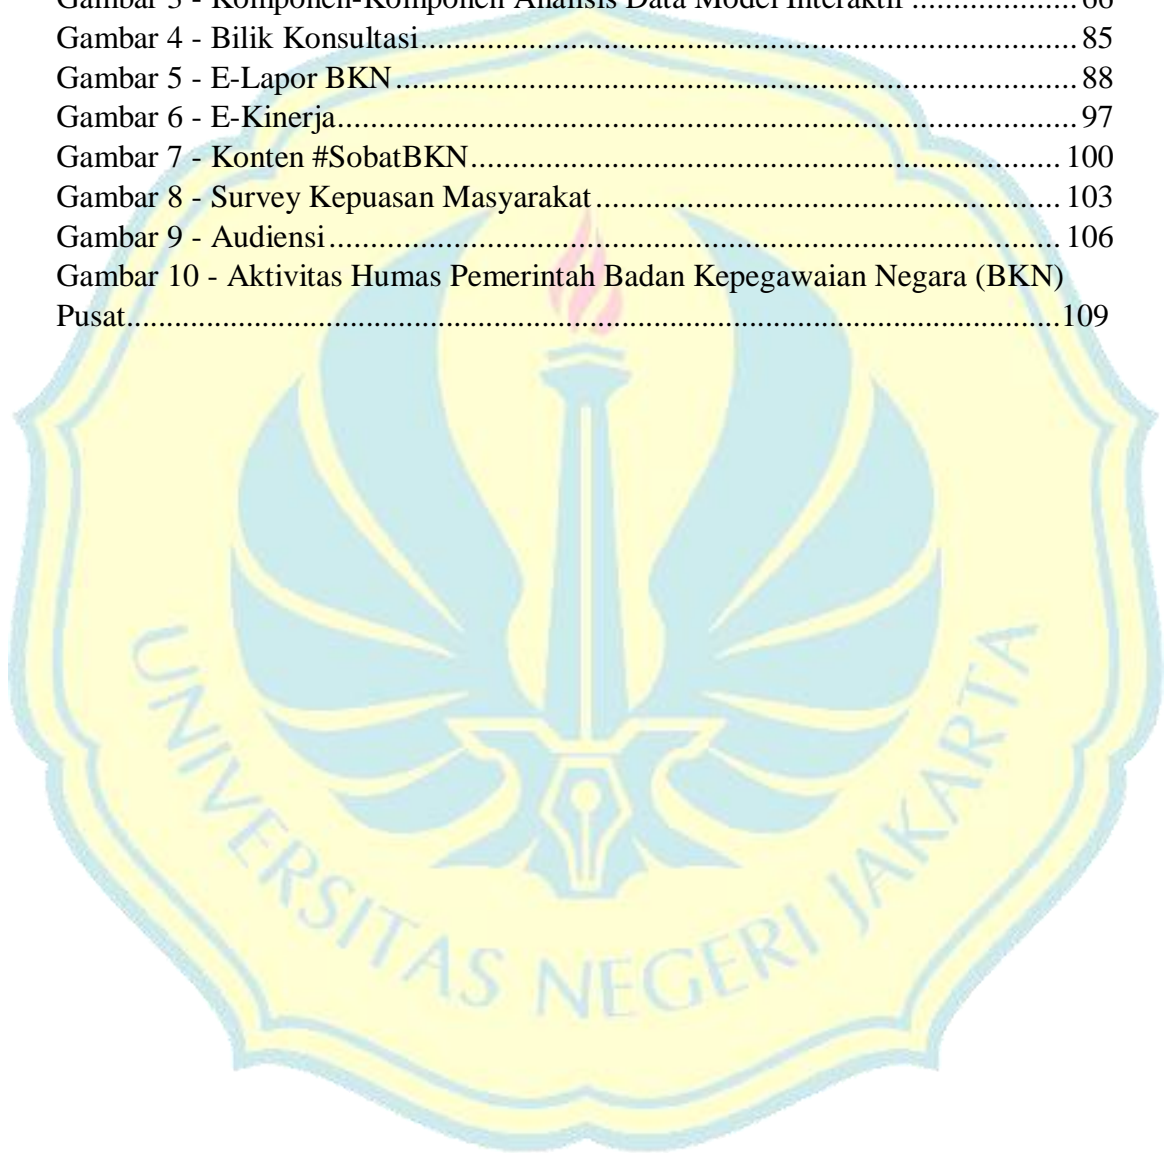 Gambar 3 - Komponen-Komponen Analisis Data Model Interaktif .................... 66
Gambar 4 - Bilik Konsultasi................................................................................ 85
Gambar 5 - E-Lapor BKN.................................................................................. 88
Gambar 6 - E-Kinerja......................................................................................... 97
Gambar 7 - Konten #SobatBKN....................................................................... 100
Gambar 8 - Survey Kepuasan Masyarakat ........................................................ 103
Gambar 9 - Audiensi........................................................................................ 106
Gambar 10 - Aktivitas Humas Pemerintah Badan Kepegawaian Negara (BKN)
Pusat................................................................................................................109
UNIVERSITAS NEGERI JAKARTA